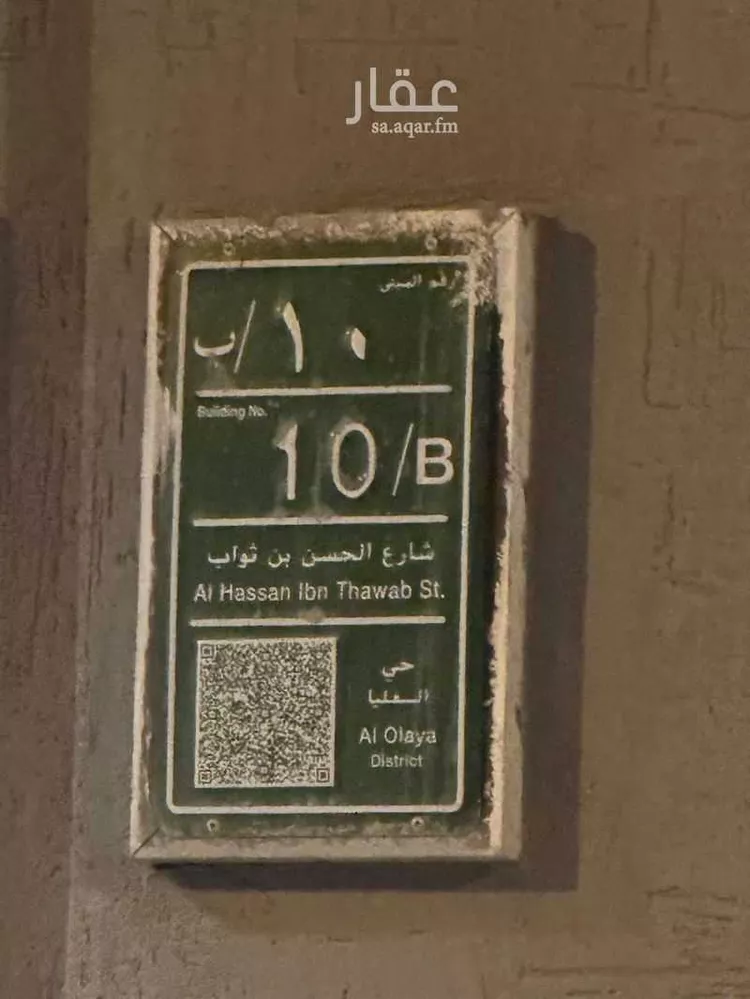 عقار
sa.aqar.fm
رقم المبنى
١٠/ب
Building No.
10/B
شارع الحسن بن ثواب
Al Hassan Ibn Thawab St.
حي
العليا
Al Olaya
District